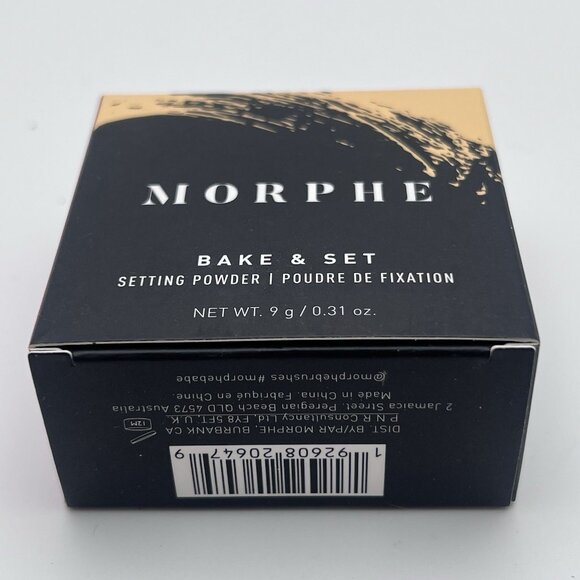 MORPHE
BAKE & SET
SETTING POWDER | POUDRE DE FIXATION
NET WT. 9 g / 0.31 oz.
1 92608 20647 9
DIST. BY/PAR MORPHE, BURBANK CA
P N R Consultancy Ltd. EY8 5ET, U.K.
2 Jamaica Street. Peregian Beach QLD 4573 Australia
Made in China. Fabriqué en Chine.
@morphebrushes #morphebabe
12M